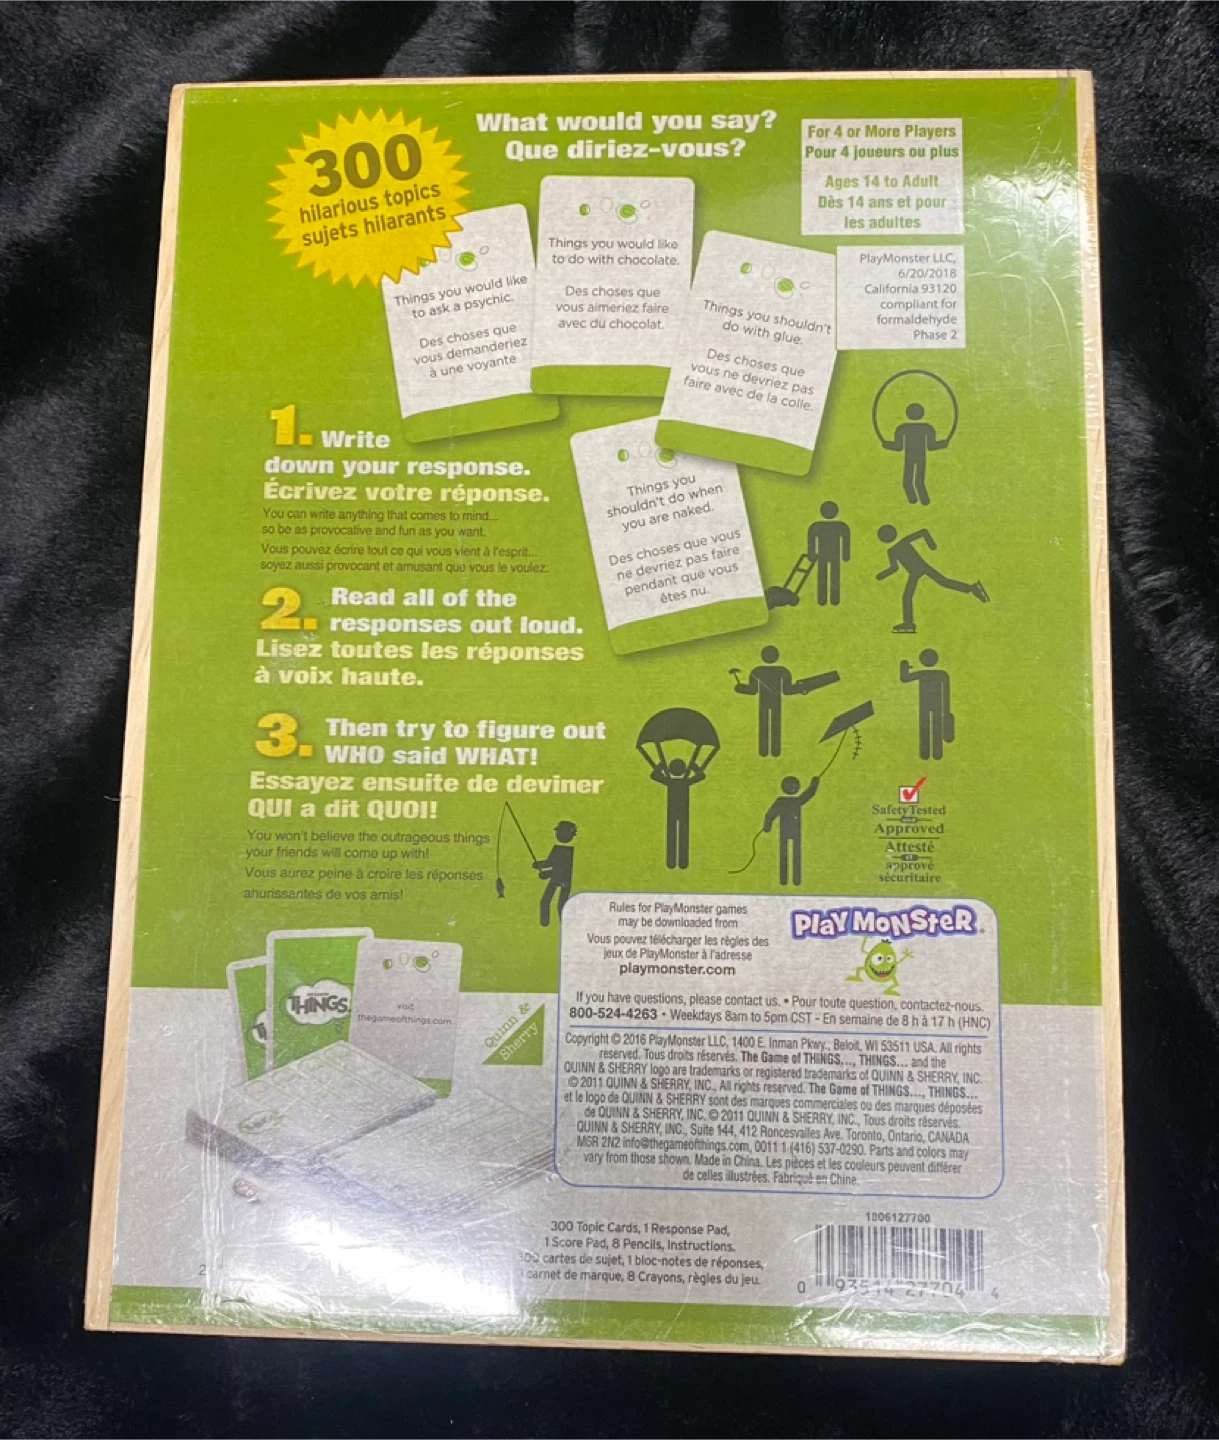 300
hilarious topics
sujets hilarants
What would you say?
Que diriez-vous?
For 4 or More Players
Pour 4 joueurs ou plus
Ages 14 to Adult
Dès 14 ans et pour
les adultes
PlayMonster LLC,
6/20/2018
California 93120
compliant for
formaldehyde
Phase 2
Things you would like
to ask a psychic.
Des choses que
vous demanderiez
à une voyante
Things you would like
to do with chocolate.
Des choses que
vous aimeriez faire
avec du chocolat.
Things you shouldn't
do with glue.
Des choses que
vous ne devriez pas
faire avec de la colle.
Things you
shouldn't do when
you are naked.
Des choses que vous
ne devriez pas faire
pendant que vous
êtes nu.
1. Write
down your response.
Écrivez votre réponse.
You can write anything that comes to mind...
so be as provocative and fun as you want.
Vous pouvez écrire tout ce qui vous vient à l'esprit...
soyez aussi provocant et amusant que vous le voulez.
2. Read all of the
responses out loud.
Lisez toutes les réponses
à voix haute.
3. Then try to figure out
WHO said WHAT!
Essayez ensuite de deviner
QUI a dit QUOI!
You won't believe the outrageous things
your friends will come up with!
Vous aurez peine à croire les réponses
ahurissantes de vos amis!
Safety Tested
and
Approved
Attesté
et
approuvé
sécuritaire
THINGS
visit
thegameofthings.com
Quinn &
Sherry
Rules for PlayMonster games
may be downloaded from
Vous pouvez télécharger les règles des
jeux de PlayMonster à l'adresse
playmonster.com
PlayMonster
If you have questions, please contact us. • Pour toute question, contactez-nous.
800-524-4263 • Weekdays 8am to 5pm CST - En semaine de 8 h à 17 h (HNC)
Copyright © 2016 PlayMonster LLC, 1400 E. Inman Pkwy., Beloit, WI 53511 USA. All rights
reserved. Tous droits réservés. The Game of THINGS..., THINGS... and the
QUINN & SHERRY logo are trademarks or registered trademarks of QUINN & SHERRY, INC.
© 2011 QUINN & SHERRY, INC., All rights reserved. The Game of THINGS..., THINGS...
et le logo de QUINN & SHERRY sont des marques commerciales ou des marques déposées
de QUINN & SHERRY, INC. © 2011 QUINN & SHERRY, INC., Tous droits réservés.
QUINN & SHERRY, INC., Suite 144, 412 Roncesvalles Ave. Toronto, Ontario, CANADA
M6R 2N2 info@thegameofthings.com, 0011 1 (416) 537-0290. Parts and colors may
vary from those shown. Made in China. Les pièces et les couleurs peuvent différer
de celles illustrées. Fabriqué en Chine.
300 Topic Cards, 1 Response Pad,
1 Score Pad, 8 Pencils, Instructions.
300 cartes de sujet, 1 bloc-notes de réponses,
1 carnet de marque, 8 Crayons, règles du jeu.
1806127700
0 93514 27704 4